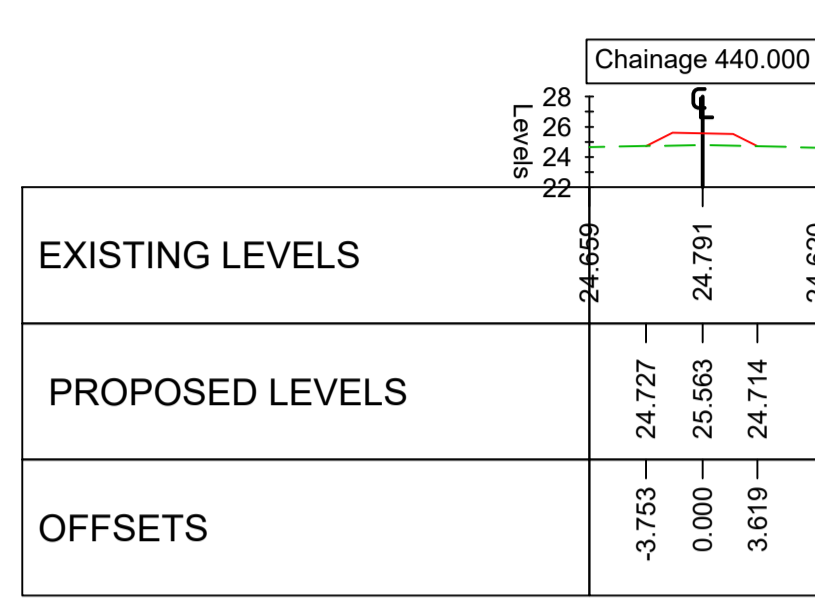 Chainage 440.000
Levels
28
26
24
22
EXISTING LEVELS
24.659
24.791
PROPOSED LEVELS
24.727
25.563
24.714
OFFSETS
-3.753
0.000
3.619